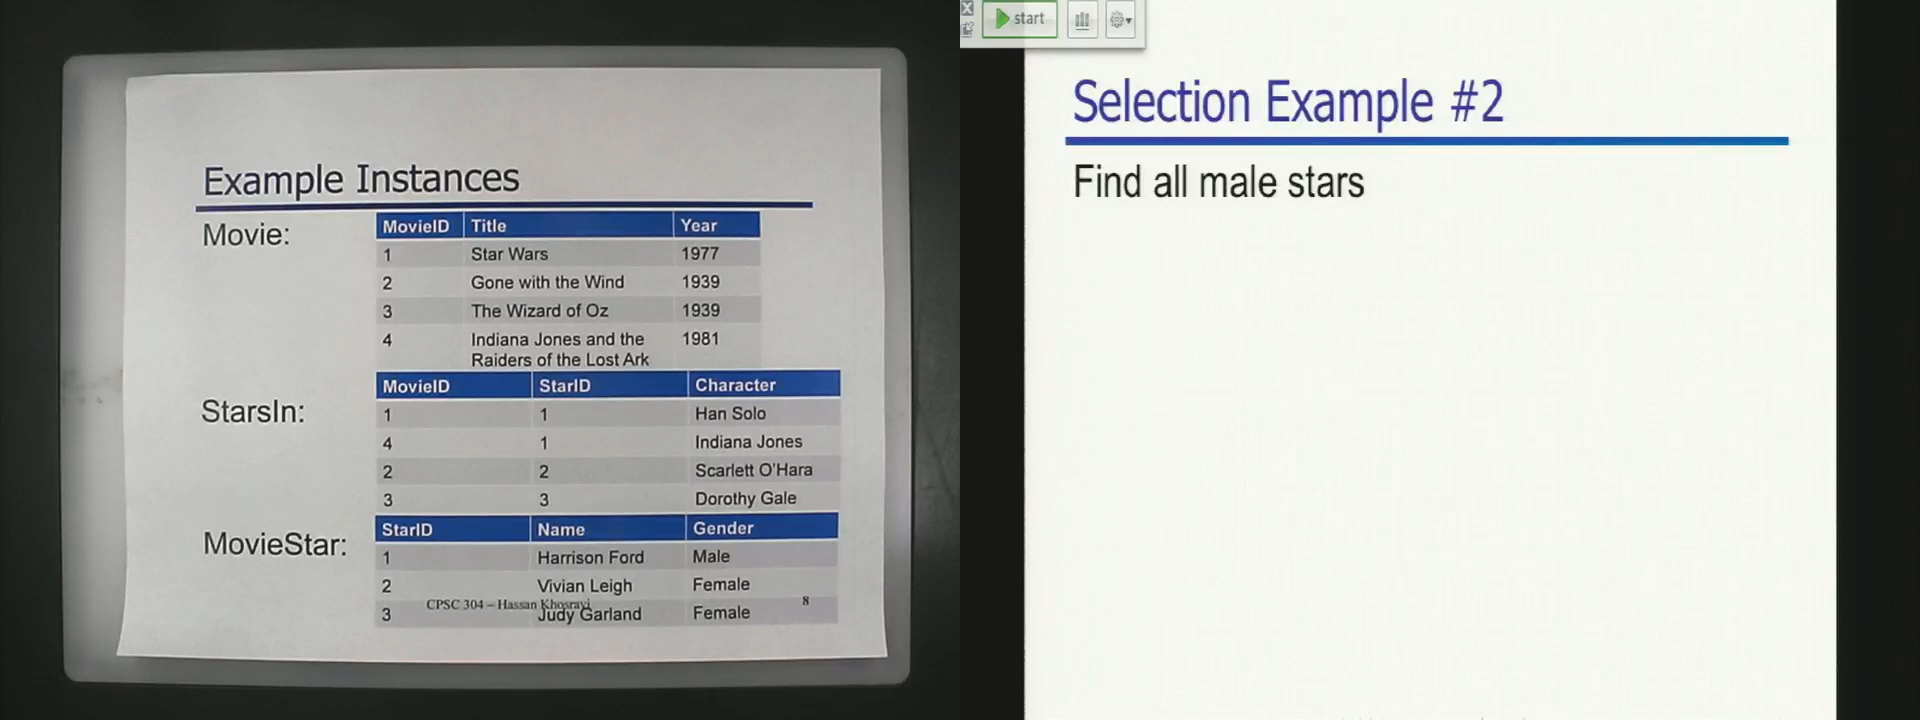 Example Instances
Movie:
MovieID Title Year
1 Star Wars 1977
2 Gone with the Wind 1939
3 The Wizard of Oz 1939
4 Indiana Jones and the Raiders of the Lost Ark 1981
StarsIn:
MovieID StarID Character
1 1 Han Solo
4 1 Indiana Jones
2 2 Scarlett O'Hara
3 3 Dorothy Gale
MovieStar:
StarID Name Gender
1 Harrison Ford Male
2 Vivian Leigh Female
3 Judy Garland Female
CPSC 304 – Hassan Khosravi
8
start
Selection Example #2
Find all male stars